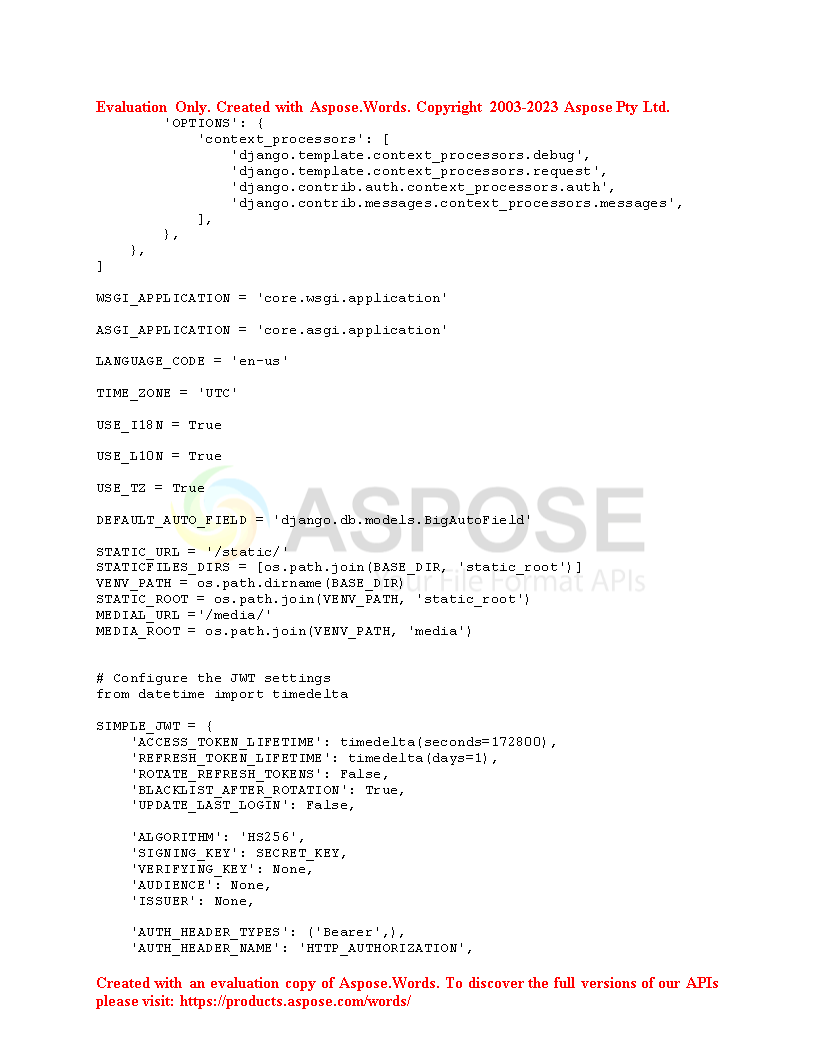 Evaluation Only. Created with Aspose.Words. Copyright 2003-2023 Aspose Pty Ltd.
        'OPTIONS': {
            'context_processors': [
                'django.template.context_processors.debug',
                'django.template.context_processors.request',
                'django.contrib.auth.context_processors.auth',
                'django.contrib.messages.context_processors.messages',
            ],
        },
    },
]
WSGI_APPLICATION = 'core.wsgi.application'
ASGI_APPLICATION = 'core.asgi.application'
LANGUAGE_CODE = 'en-us'
TIME_ZONE = 'UTC'
USE_I18N = True
USE_L10N = True
USE_TZ = True
ASPOSE
DEFAULT_AUTO_FIELD = 'django.db.models.BigAutoField'
STATIC_URL = '/static/'
STATICFILES_DIRS = [os.path.join(BASE_DIR, 'static_root')]
VENV_PATH = os.path.dirname(BASE_DIR)
ur File Format APIs
STATIC_ROOT = os.path.join(VENV_PATH, 'static_root')
MEDIAL_URL ='/media/'
MEDIA_ROOT = os.path.join(VENV_PATH, 'media')
# Configure the JWT settings
from datetime import timedelta
SIMPLE_JWT = {
    'ACCESS_TOKEN_LIFETIME': timedelta(seconds=172800),
    'REFRESH_TOKEN_LIFETIME': timedelta(days=1),
    'ROTATE_REFRESH_TOKENS': False,
    'BLACKLIST_AFTER_ROTATION': True,
    'UPDATE_LAST_LOGIN': False,
    'ALGORITHM': 'HS256',
    'SIGNING_KEY': SECRET_KEY,
    'VERIFYING_KEY': None,
    'AUDIENCE': None,
    'ISSUER': None,
    'AUTH_HEADER_TYPES': ('Bearer',),
    'AUTH_HEADER_NAME': 'HTTP_AUTHORIZATION',
Created with an evaluation copy of Aspose.Words. To discover the full versions of our APIs
please visit: https://products.aspose.com/words/